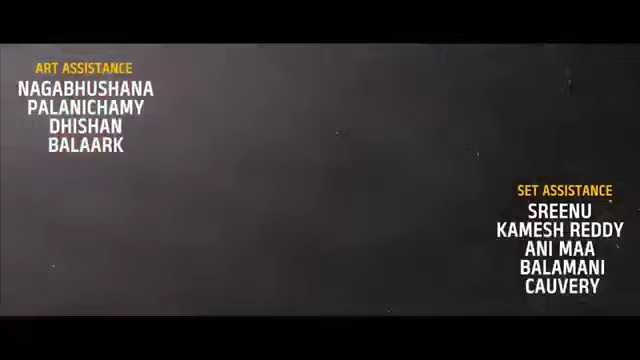 ART ASSISTANCE
NAGABHUSHANA
PALANICHAMY
DHISHAN
BALAARK
SET ASSISTANCE
SREENU
KAMESH REDDY
ANI MAA
BALAMANI
CAUVERY